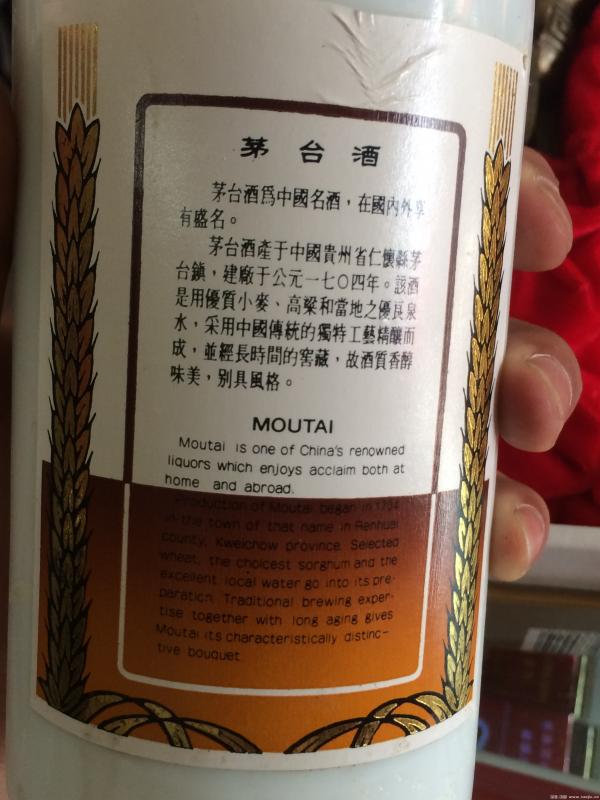 茅台酒
茅台酒爲中國名酒，在國內外享
有盛名。
茅台酒產于中國貴州省仁懷縣茅
台鎮，建廠于公元一七〇四年。該酒
是用優質小麥、高粱和當地之優良泉
水，采用中國傳統的獨特工藝精釀而
成，並經長時間的窖藏，故酒質香醇
味美，別具風格。
MOUTAI
Moutai is one of China's renowned
liquors which enjoys acclaim both at
home and abroad.
Production of Moutai began in 1704
in the town of that name in Renhuai
county, Kweichow province. Selected
wheat, the choicest sorghum and the
excellent local water go into its pre-
paration. Traditional brewing exper-
tise together with long aging gives
Moutai its characteristically distinc-
tive bouquet.